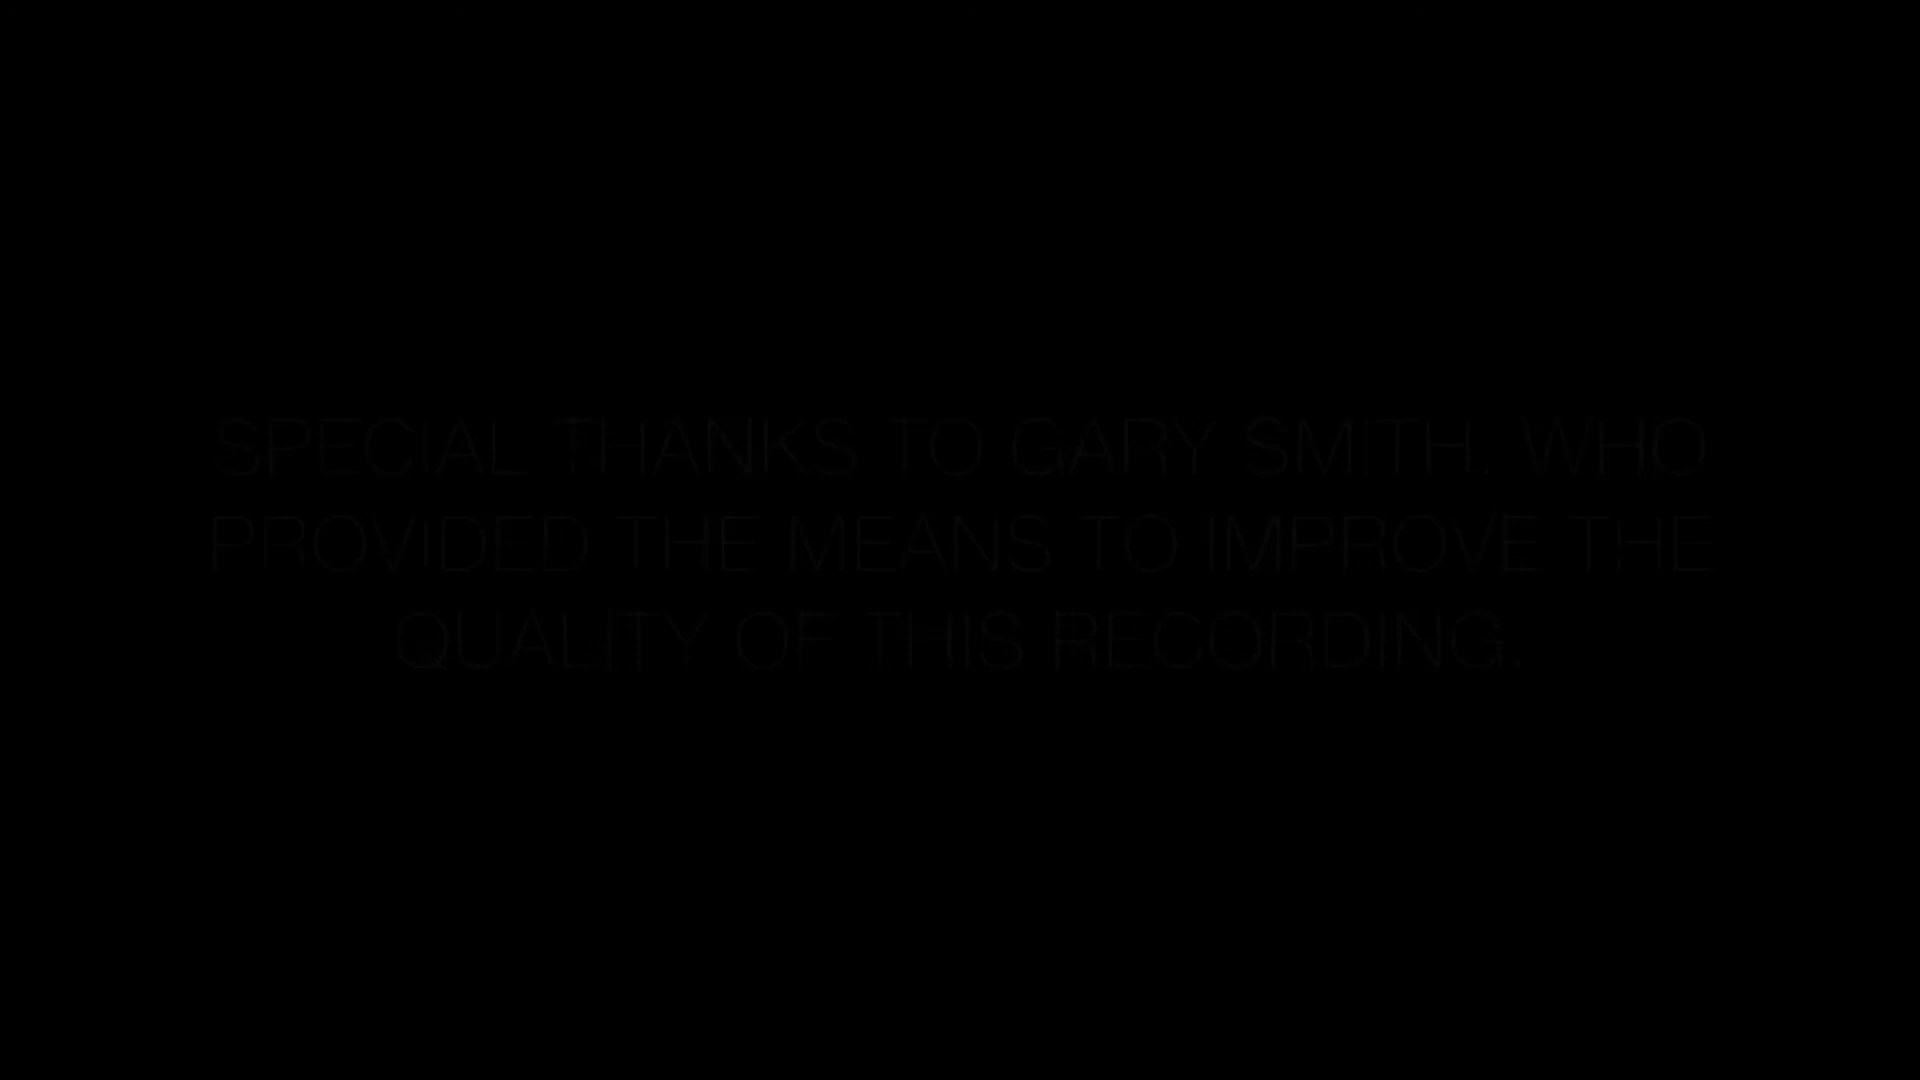 SPECIAL THANKS TO GARY SMITH, WHO
PROVIDED THE MEANS TO IMPROVE THE
QUALITY OF THIS RECORDING.